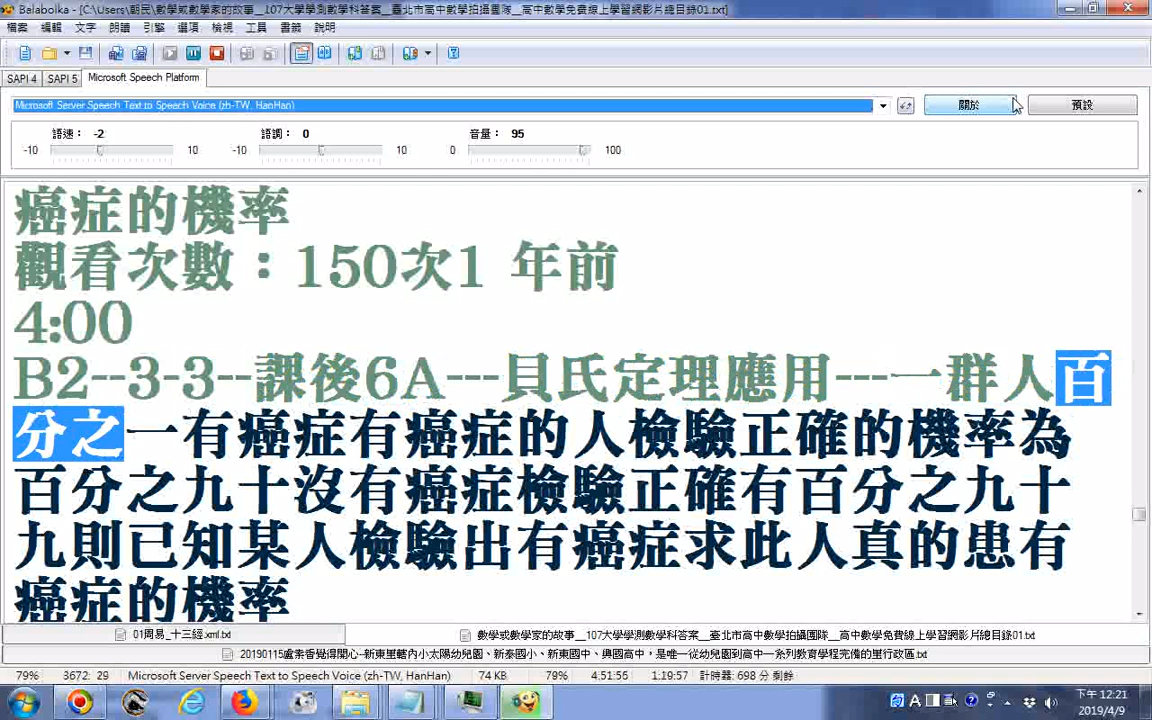 Balabolka - [C:\Users\朝民\數學或數學家的故事__107大學學測數學科答案__臺北市高中數學拍攝團隊__高中數學免費線上學習網影片總目錄01.txt]
檔案 編輯 文字 朗讀 引擎 選項 檢視 工具 書籤 說明
SAPI 4 SAPI 5 Microsoft Speech Platform
Microsoft Server Speech Text to Speech Voice (zh-TW, HanHan) 關於 預設
語速： -2 語調： 0 音量： 95
-10 10 -10 10 0 100
癌症的機率
觀看次數：150次1 年前
4:00
B2--3-3--課後6A---貝氏定理應用---一群人百
分之一有癌症有癌症的人檢驗正確的機率為
百分之九十沒有癌症檢驗正確有百分之九十
九則已知某人檢驗出有癌症求此人真的患有
癌症的機率
01周易_十三經.xml.txt 數學或數學家的故事__107大學學測數學科答案__臺北市高中數學拍攝團隊__高中數學免費線上學習網影片總目錄01.txt
20190115盧素香覺得開心--新東里轄內小太陽幼兒園、新泰國小、新東國中、興國高中，是唯一從幼兒園到高中一系列教育學程完備的里行政區.txt
79% 3672: 29 Microsoft Server Speech Text to Speech Voice (zh-TW, HanHan) 74 KB 79% 4:51:55 1:19:57 計時器: 698 分 剩餘
下午 12:21
2019/4/9